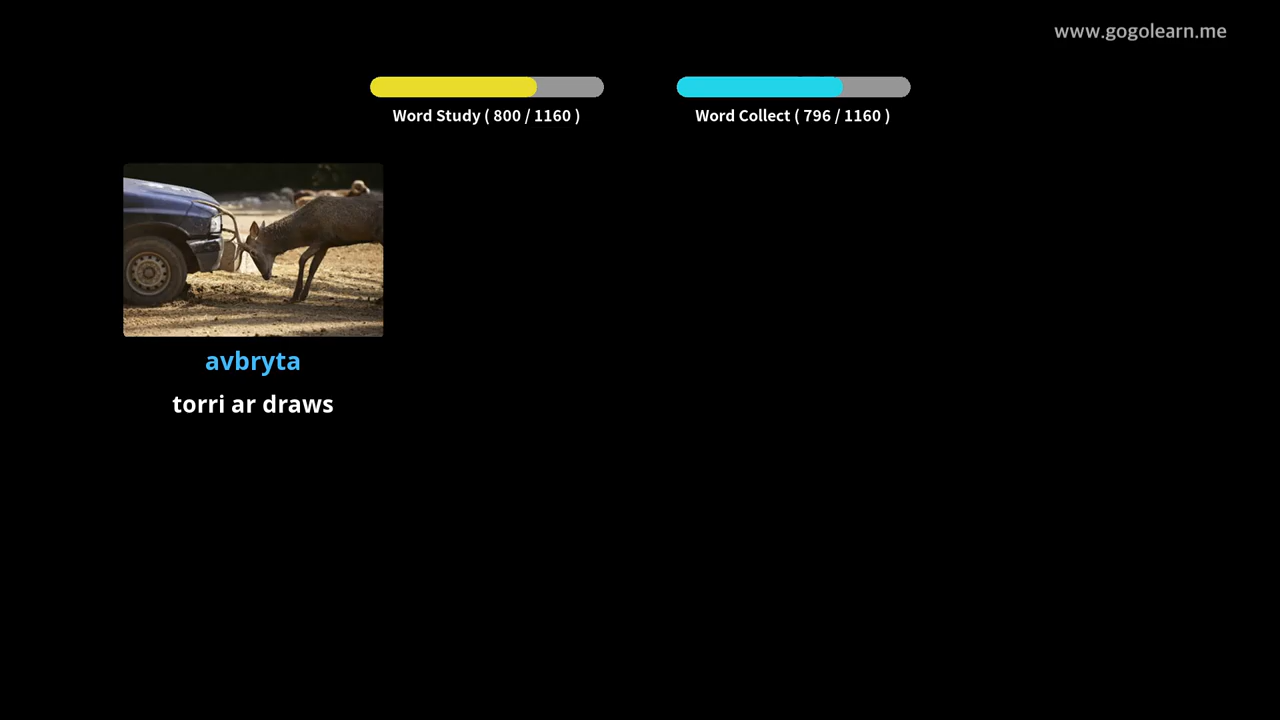 www.gogolearn.me
Word Study ( 800 / 1160 )
Word Collect ( 796 / 1160 )
avbryta
torri ar draws